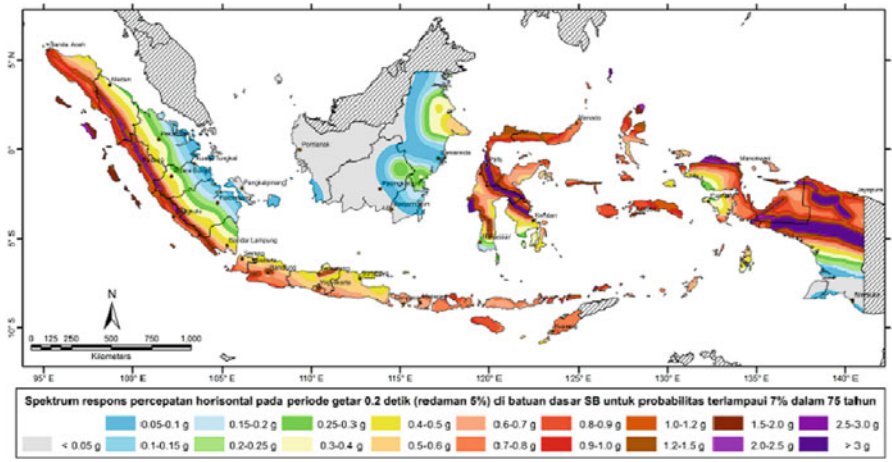 Banda Aceh
Medan
5° N
0°
5° S
10° S
Manado
Pontianak
Samarinda
Palu
Manokwari
Jayapura
Pangkalpinang
Kendari
Bandar Lampung
Serang
Bandung
Yogyakarta
N
0 125 250 500 750 1.000
Kilometers
95° E 100° E 105° E 110° E 115° E 120° E 125° E 130° E 135° E 140° E
Spektrum respons percepatan horisontal pada periode getar 0.2 detik (redaman 5%) di batuan dasar SB untuk probabilitas terlampaui 7% dalam 75 tahun
0.05-0.1 g 0.15-0.2 g 0.25-0.3 g 0.4-0.5 g 0.6-0.7 g 0.8-0.9 g 1.0-1.2 g 1.5-2.0 g 2.5-3.0 g
< 0.05 g 0.1-0.15 g 0.2-0.25 g 0.3-0.4 g 0.5-0.6 g 0.7-0.8 g 0.9-1.0 g 1.2-1.5 g 2.0-2.5 g > 3 g